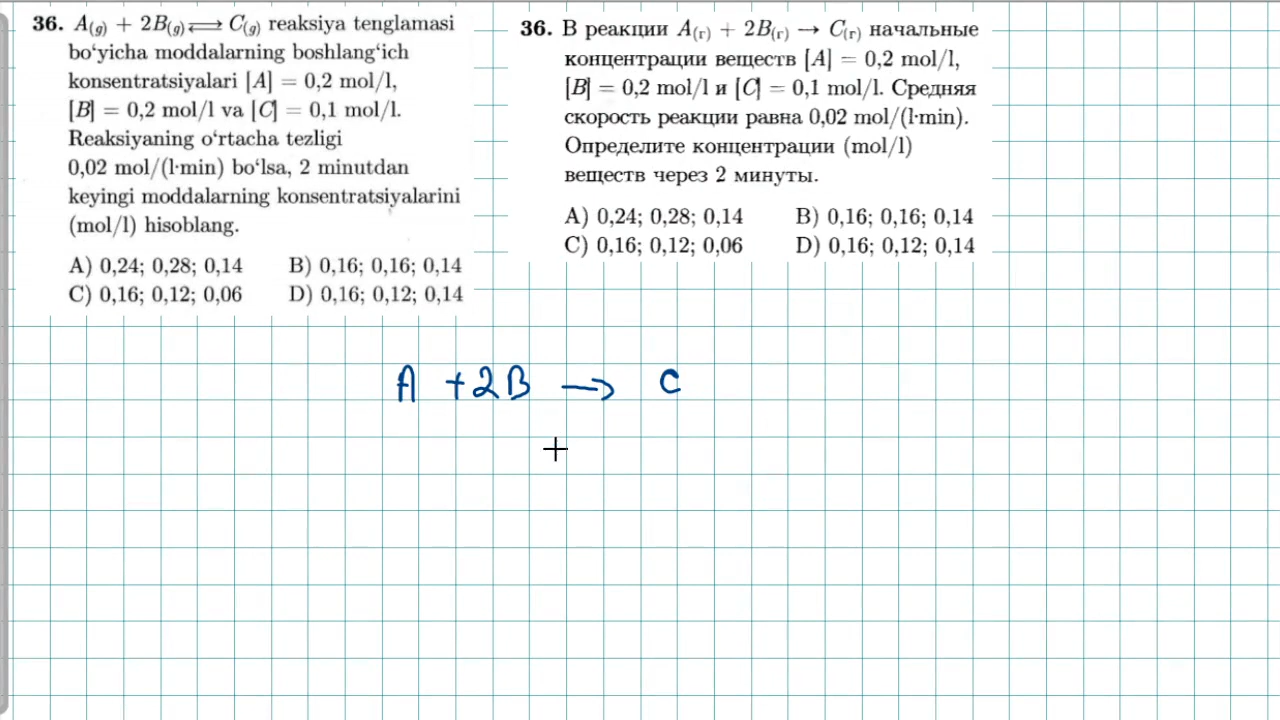 36. A(g) + 2B(g) ⇌ C(g) reaksiya tenglamasi
bo‘yicha moddalarning boshlang‘ich
konsentratsiyalari [A] = 0,2 mol/l,
[B] = 0,2 mol/l va [C] = 0,1 mol/l.
Reaksiyaning o‘rtacha tezligi
0,02 mol/(l·min) bo‘lsa, 2 minutdan
keyingi moddalarning konsentratsiyalarini
(mol/l) hisoblang.
A) 0,24; 0,28; 0,14 B) 0,16; 0,16; 0,14
C) 0,16; 0,12; 0,06 D) 0,16; 0,12; 0,14
36. В реакции A(г) + 2B(г) → C(г) начальные
концентрации веществ [A] = 0,2 mol/l,
[B] = 0,2 mol/l и [C] = 0,1 mol/l. Средняя
скорость реакции равна 0,02 mol/(l·min).
Определите концентрации (mol/l)
веществ через 2 минуты.
A) 0,24; 0,28; 0,14 B) 0,16; 0,16; 0,14
C) 0,16; 0,12; 0,06 D) 0,16; 0,12; 0,14
A + 2B → C